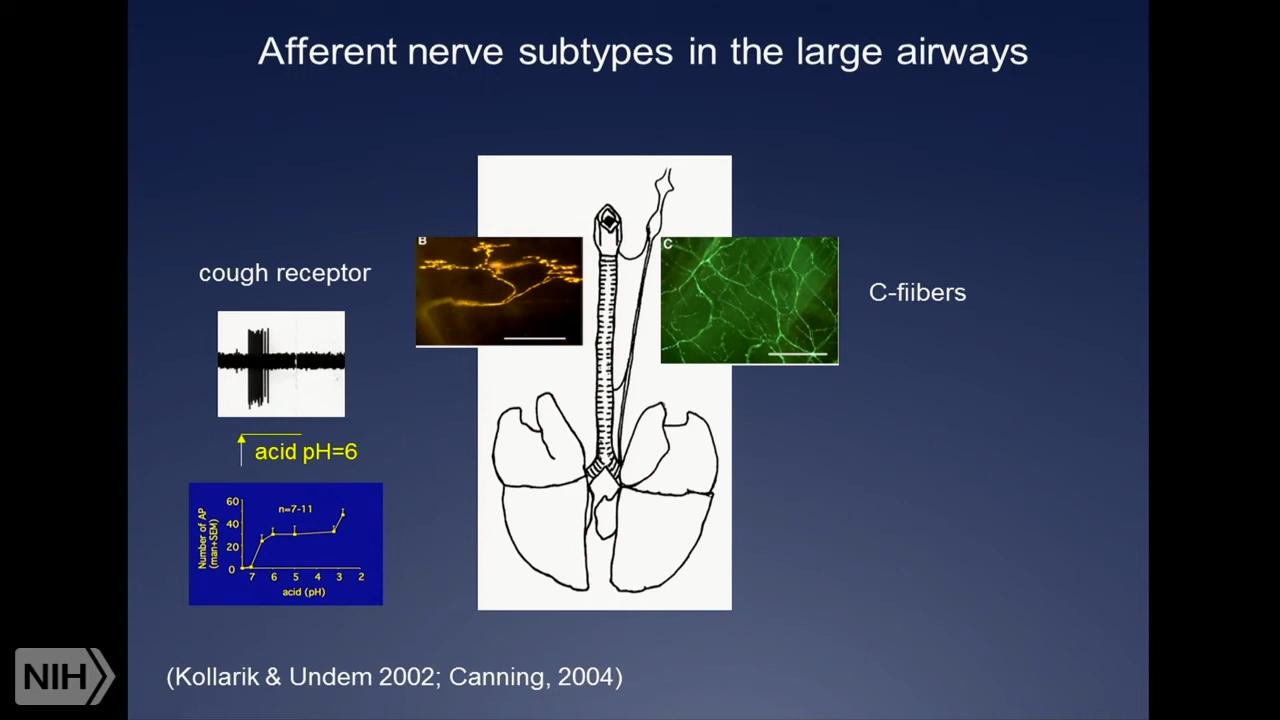 Afferent nerve subtypes in the large airways
B
C
cough receptor
C-fiibers
acid pH=6
Number of AP
(man+SEM)
60
40
20
0
n=7-11
7 6 5 4 3 2
acid (pH)
NIH
(Kollarik & Undem 2002; Canning, 2004)